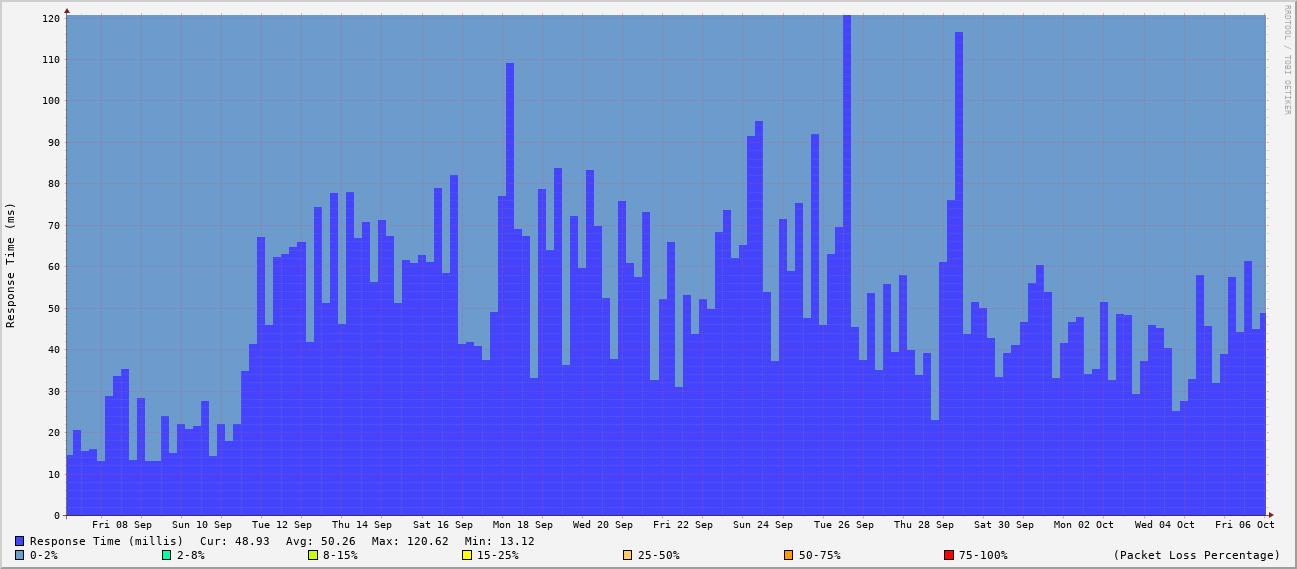 RRDTOOL / TOBI OETIKER
Response Time (ms)
120
110
100
90
80
70
60
50
40
30
20
10
0
Fri 08 Sep Sun 10 Sep Tue 12 Sep Thu 14 Sep Sat 16 Sep Mon 18 Sep Wed 20 Sep Fri 22 Sep Sun 24 Sep Tue 26 Sep Thu 28 Sep Sat 30 Sep Mon 02 Oct Wed 04 Oct Fri 06 Oct
Response Time (millis) Cur: 48.93 Avg: 50.26 Max: 120.62 Min: 13.12
0-2% 2-8% 8-15% 15-25% 25-50% 50-75% 75-100% (Packet Loss Percentage)